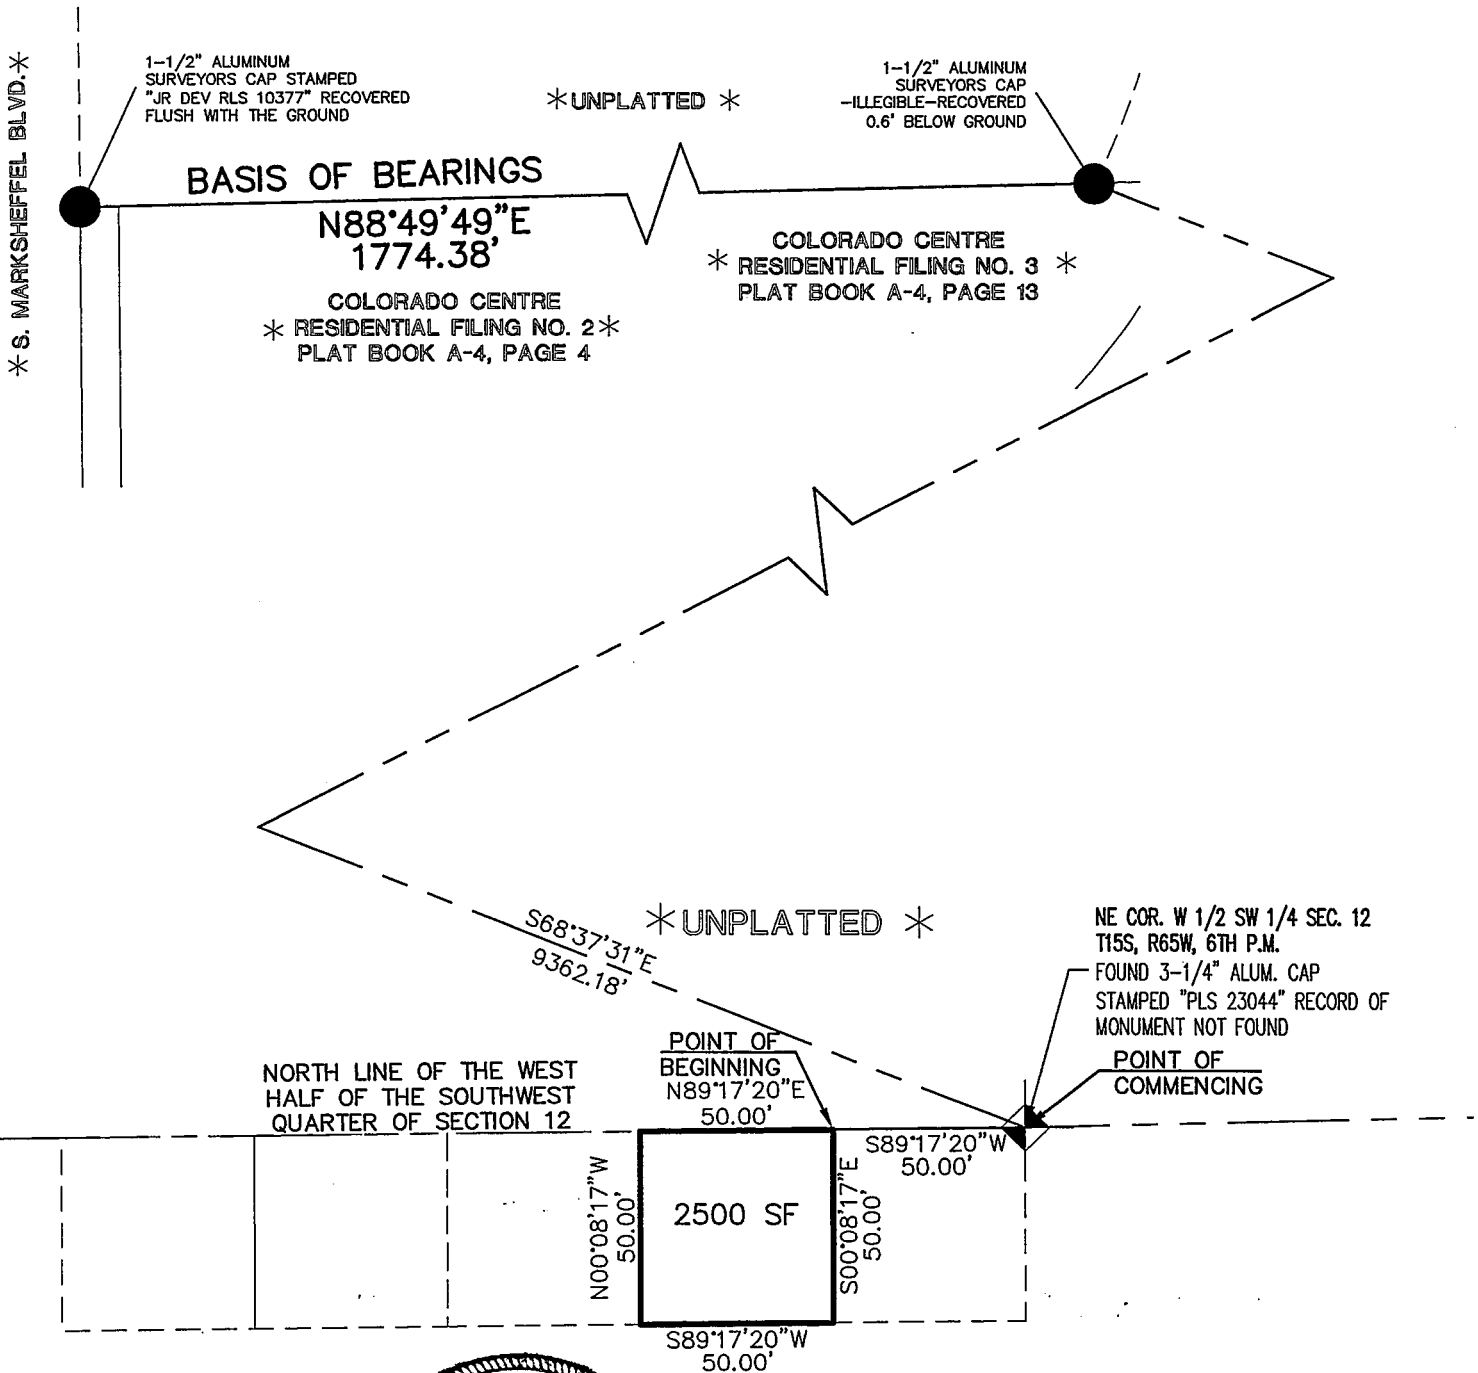 *S. MARKSHEFFEL BLVD.*
1-1/2" ALUMINUM
SURVEYORS CAP STAMPED
"JR DEV RLS 10377" RECOVERED
FLUSH WITH THE GROUND
*UNPLATTED *
1-1/2" ALUMINUM
SURVEYORS CAP
-ILLEGIBLE-RECOVERED
0.6' BELOW GROUND
BASIS OF BEARINGS
N88°49'49"E
1774.38'
COLORADO CENTRE
* RESIDENTIAL FILING NO. 2*
PLAT BOOK A-4, PAGE 4
COLORADO CENTRE
* RESIDENTIAL FILING NO. 3 *
PLAT BOOK A-4, PAGE 13
S68°37'31"E
9362.18'
*UNPLATTED *
NE COR. W 1/2 SW 1/4 SEC. 12
T15S, R65W, 6TH P.M.
FOUND 3-1/4" ALUM. CAP
STAMPED "PLS 23044" RECORD OF
MONUMENT NOT FOUND
POINT OF
COMMENCING
POINT OF
BEGINNING
N89°17'20"E
50.00'
NORTH LINE OF THE WEST
HALF OF THE SOUTHWEST
QUARTER OF SECTION 12
S89°17'20"W
50.00'
N00°08'17"W
50.00'
2500 SF
S00°08'17"E
50.00'
S89°17'20"W
50.00'